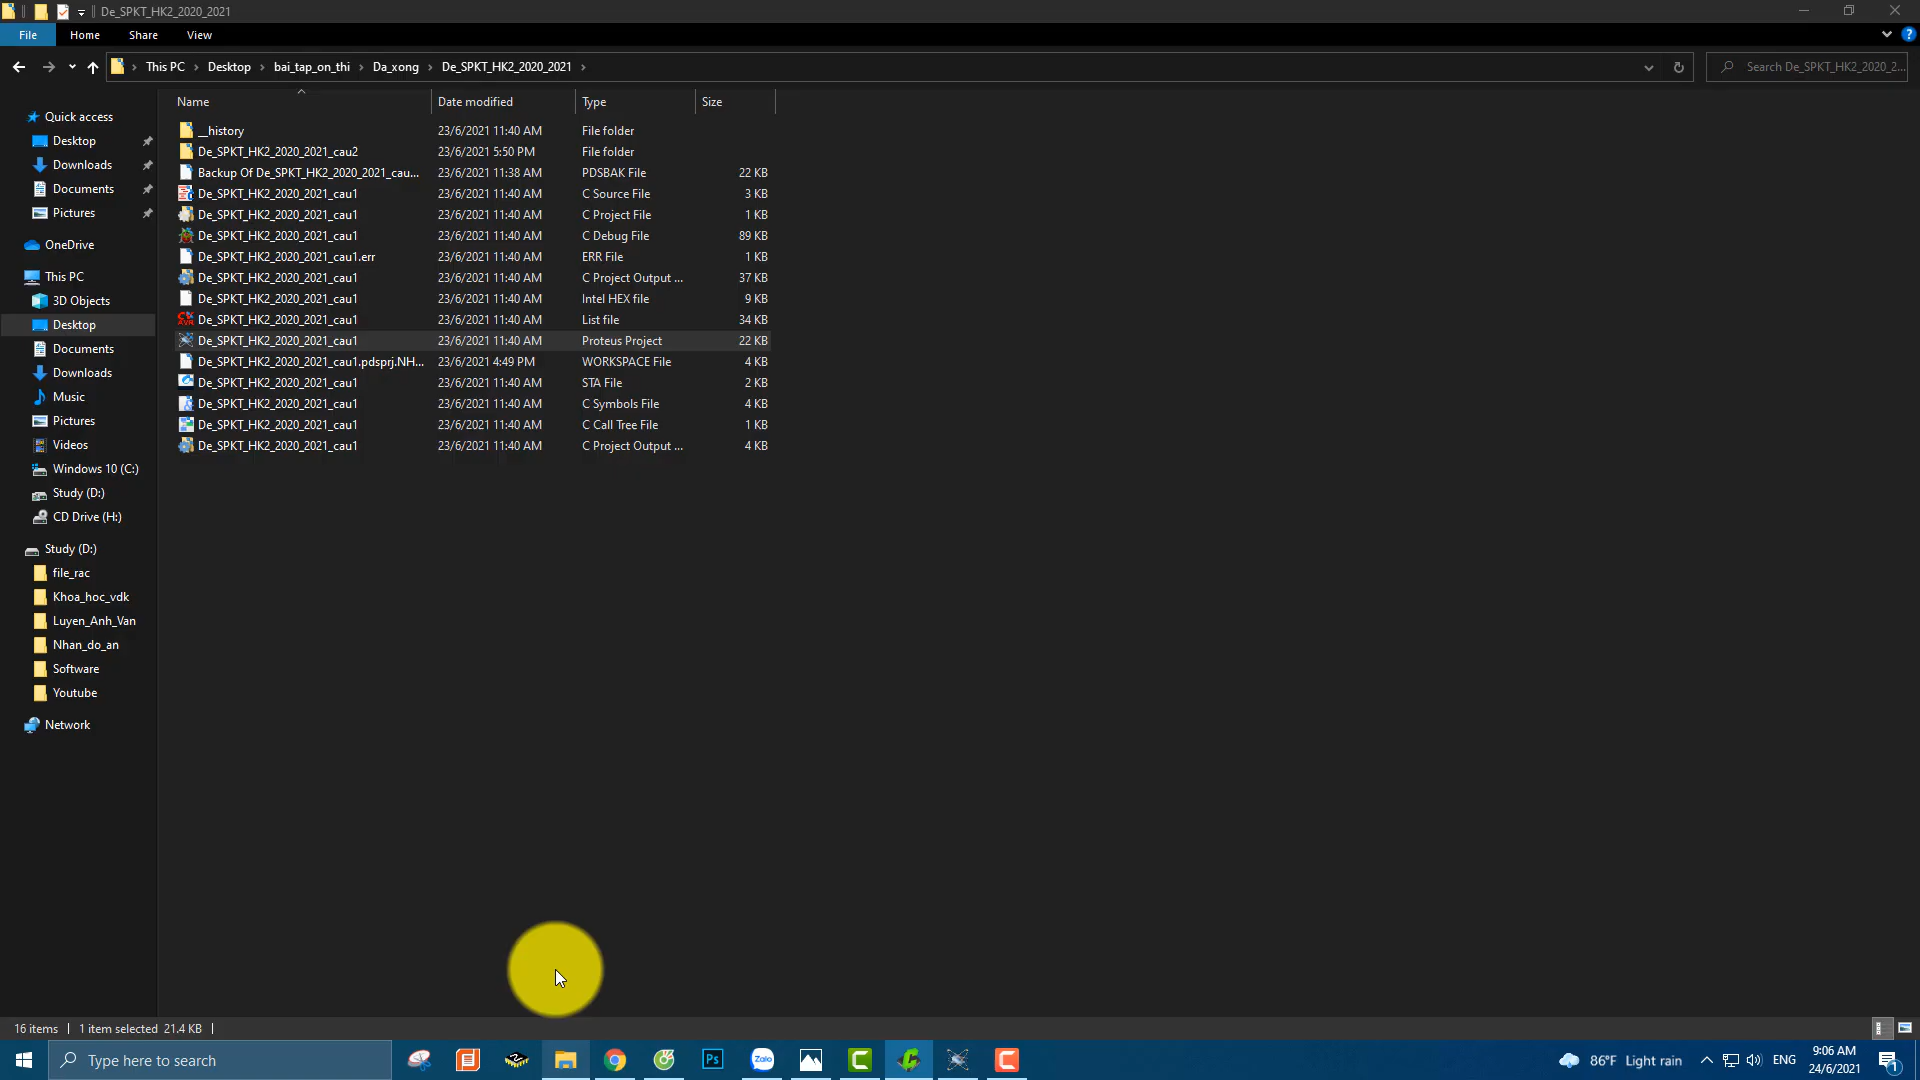 De_SPKT_HK2_2020_2021
File Home Share View
This PC Desktop bai_tap_on_thi Da_xong De_SPKT_HK2_2020_2021
Search De_SPKT_HK2_2020_2...
Name Date modified Type Size
__history 23/6/2021 11:40 AM File folder
De_SPKT_HK2_2020_2021_cau2 23/6/2021 5:50 PM File folder
Backup Of De_SPKT_HK2_2020_2021_cau... 23/6/2021 11:38 AM PDSBAK File 22 KB
De_SPKT_HK2_2020_2021_cau1 23/6/2021 11:40 AM C Source File 3 KB
De_SPKT_HK2_2020_2021_cau1 23/6/2021 11:40 AM C Project File 1 KB
De_SPKT_HK2_2020_2021_cau1 23/6/2021 11:40 AM C Debug File 89 KB
De_SPKT_HK2_2020_2021_cau1.err 23/6/2021 11:40 AM ERR File 1 KB
De_SPKT_HK2_2020_2021_cau1 23/6/2021 11:40 AM C Project Output ... 37 KB
De_SPKT_HK2_2020_2021_cau1 23/6/2021 11:40 AM Intel HEX file 9 KB
De_SPKT_HK2_2020_2021_cau1 23/6/2021 11:40 AM List file 34 KB
De_SPKT_HK2_2020_2021_cau1 23/6/2021 11:40 AM Proteus Project 22 KB
De_SPKT_HK2_2020_2021_cau1.pdsprj.NH... 23/6/2021 4:49 PM WORKSPACE File 4 KB
De_SPKT_HK2_2020_2021_cau1 23/6/2021 11:40 AM STA File 2 KB
De_SPKT_HK2_2020_2021_cau1 23/6/2021 11:40 AM C Symbols File 4 KB
De_SPKT_HK2_2020_2021_cau1 23/6/2021 11:40 AM C Call Tree File 1 KB
De_SPKT_HK2_2020_2021_cau1 23/6/2021 11:40 AM C Project Output ... 4 KB
Quick access
Desktop
Downloads
Documents
Pictures
OneDrive
This PC
3D Objects
Desktop
Documents
Downloads
Music
Pictures
Videos
Windows 10 (C:)
Study (D:)
CD Drive (H:)
Study (D:)
file_rac
Khoa_hoc_vdk
Luyen_Anh_Van
Nhan_do_an
Software
Youtube
Network
16 items 1 item selected 21.4 KB
Type here to search
Ps
Zalo
86°F Light rain
ENG
9:06 AM
24/6/2021
1